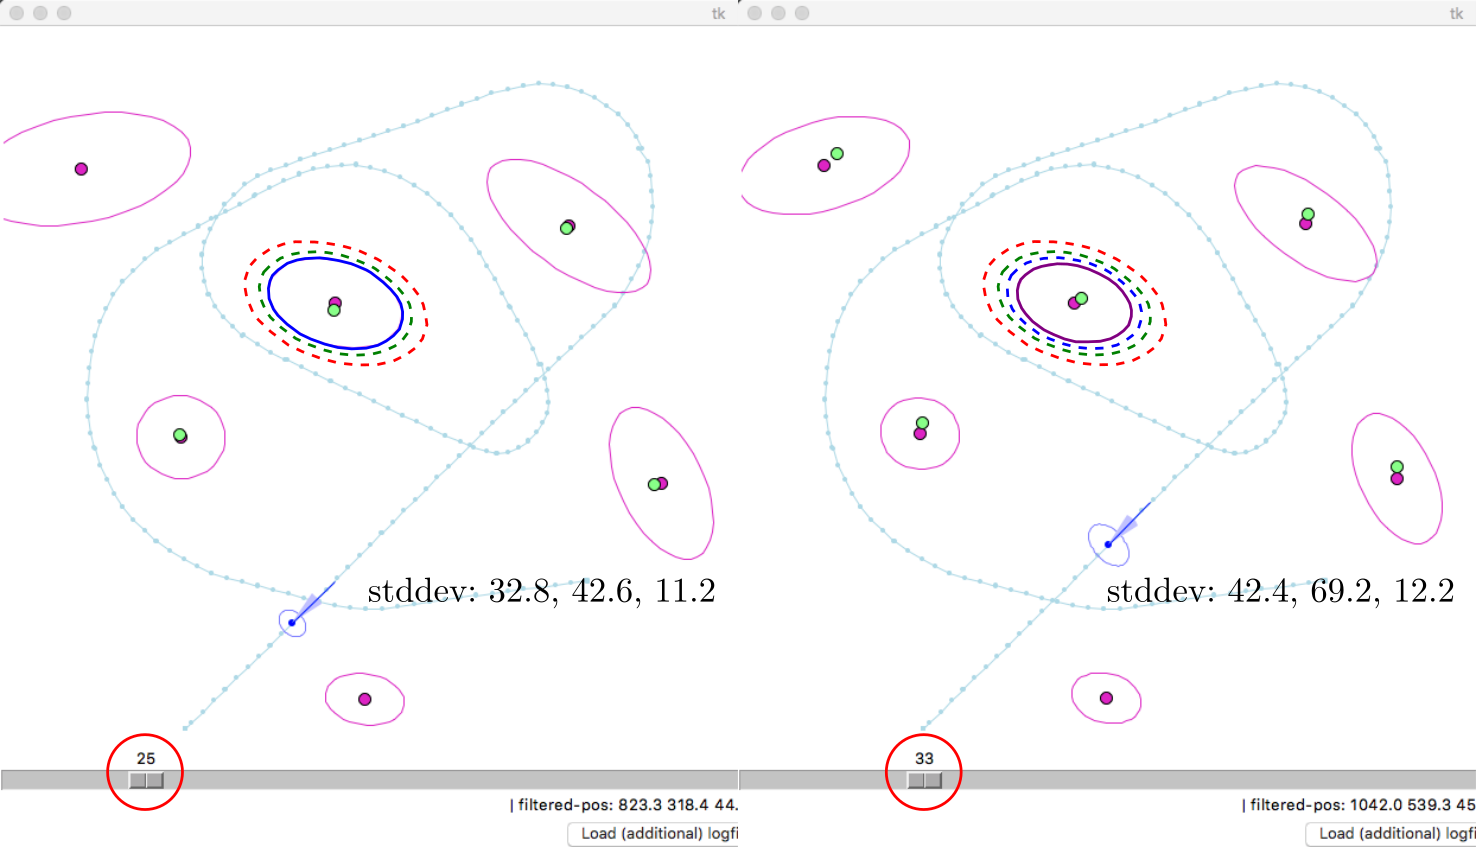 tk
tk
stddev: 32.8, 42.6, 11.2
stddev: 42.4, 69.2, 12.2
25
33
| filtered-pos: 823.3 318.4 44.
| filtered-pos: 1042.0 539.3 45
Load (additional) logfi
Load (additional) logfi